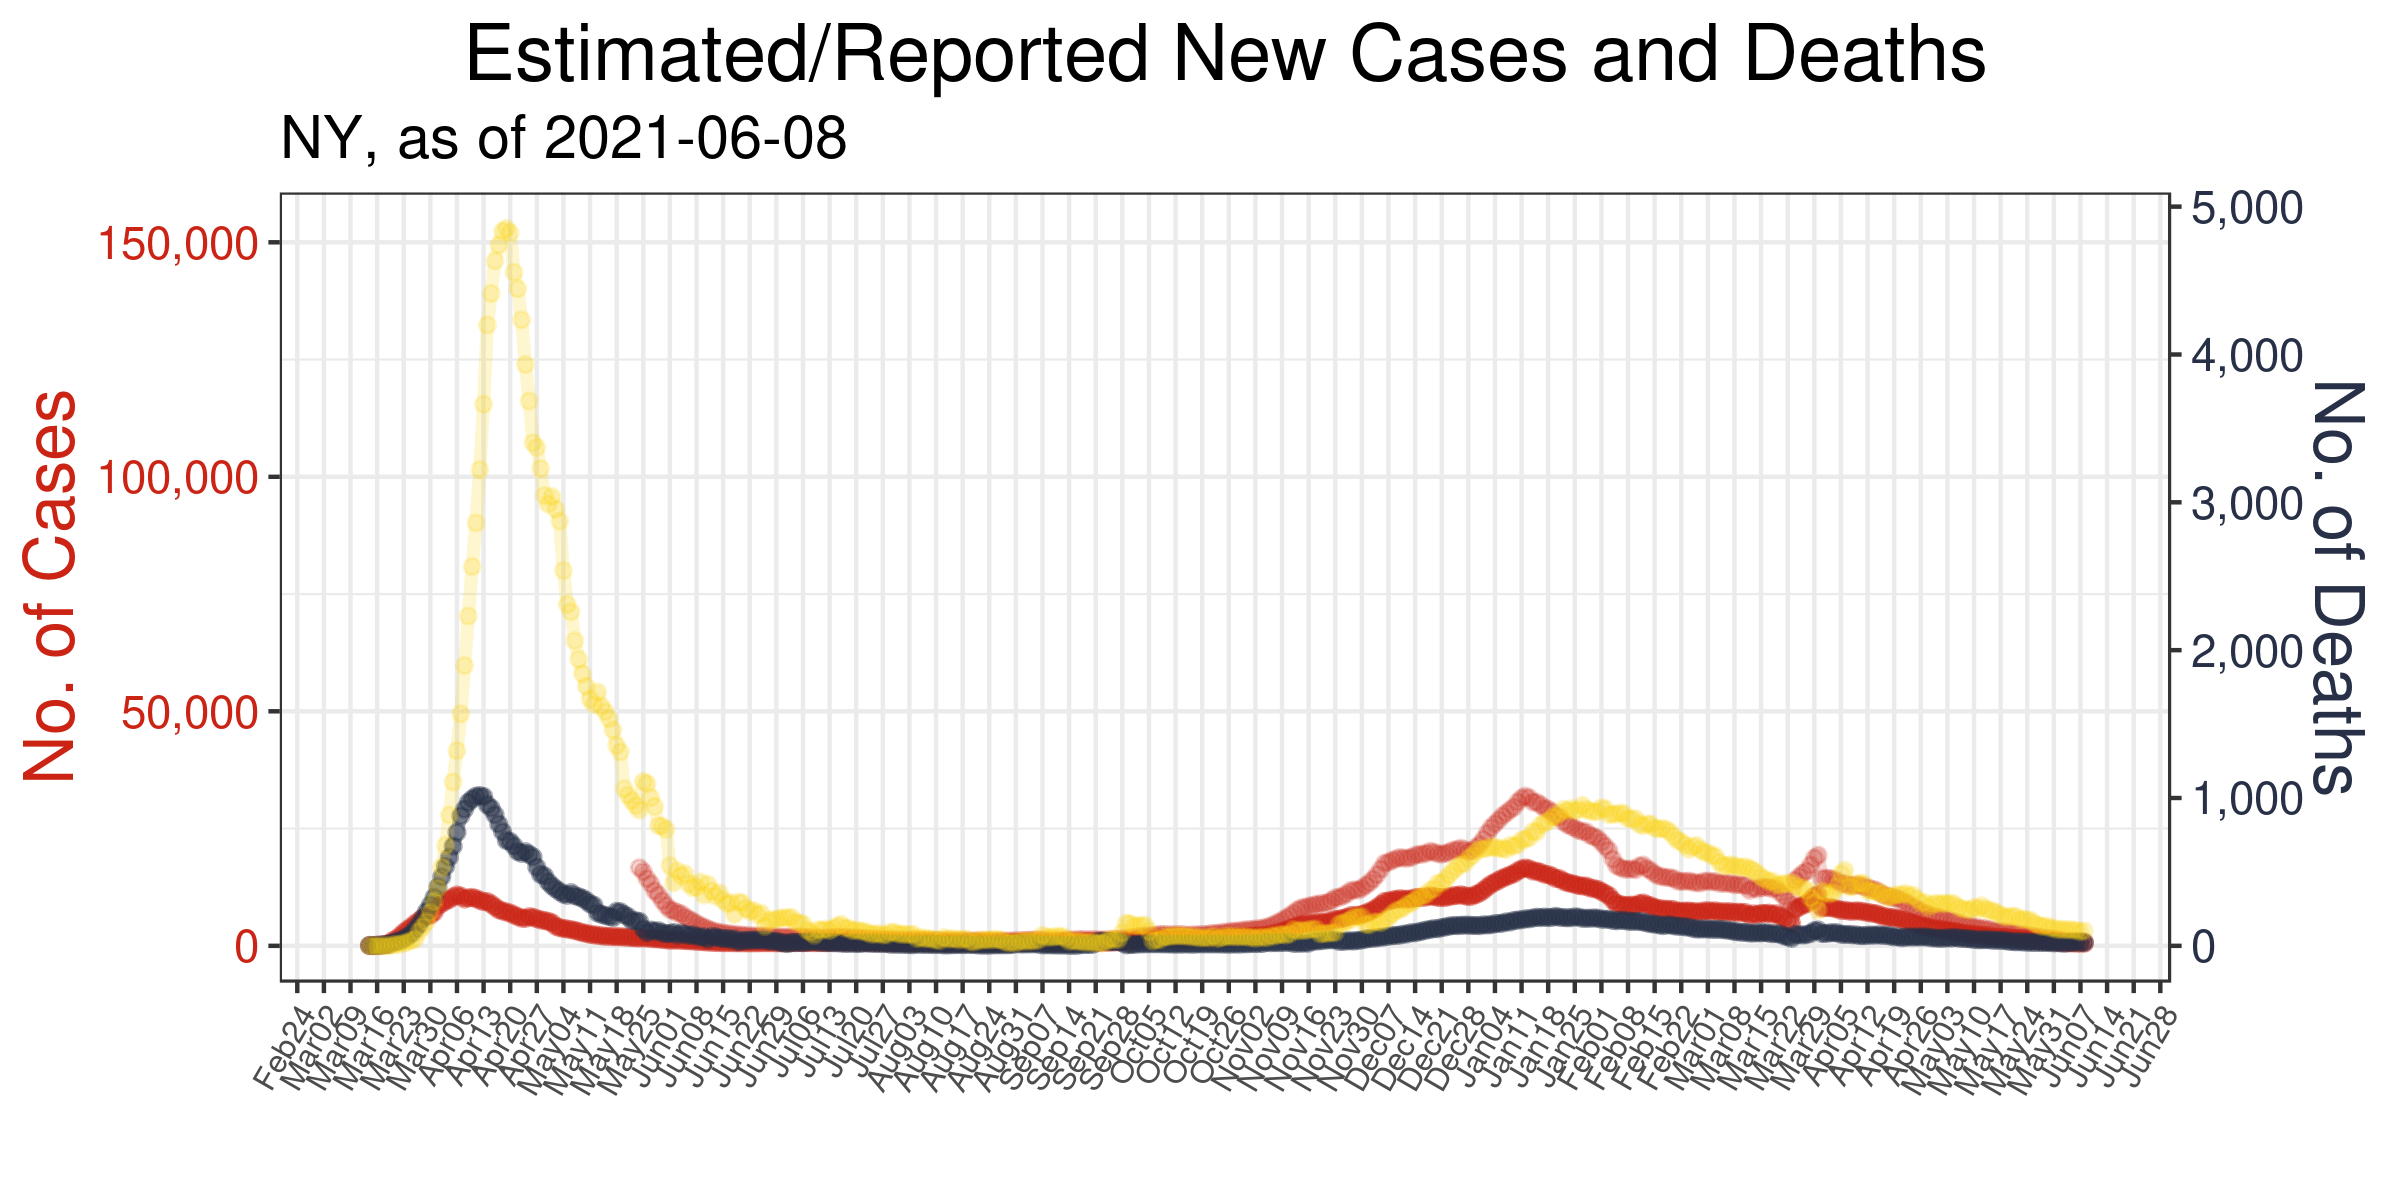 Estimated/Reported New Cases and Deaths
NY, as of 2021-06-08
No. of Cases
150,000
100,000
50,000
0
5,000
4,000
3,000
2,000
1,000
0
No. of Deaths
Feb24
Mar02
Mar09
Mar16
Mar23
Mar30
Apr06
Apr13
Apr20
Apr27
May04
May11
May18
May25
Jun01
Jun08
Jun15
Jun22
Jun29
Jul06
Jul13
Jul20
Jul27
Aug03
Aug10
Aug17
Aug24
Aug31
Sep07
Sep14
Sep21
Sep28
Oct05
Oct12
Oct19
Oct26
Nov02
Nov09
Nov16
Nov23
Nov30
Dec07
Dec14
Dec21
Dec28
Jan04
Jan11
Jan18
Jan25
Feb01
Feb08
Feb15
Feb22
Mar01
Mar08
Mar15
Mar22
Mar29
Apr05
Apr12
Apr19
Apr26
May03
May10
May17
May24
May31
Jun07
Jun14
Jun21
Jun28